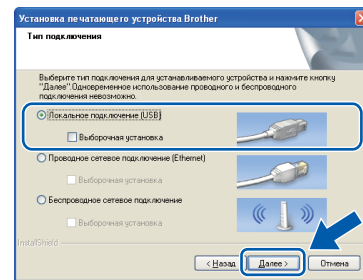 Установка печатающего устройства Brother
Тип подключения
Выберите тип подключения для устанавливаемого устройства и нажмите кнопку
"Далее".Одновременное использование проводного и беспроводного
подключения невозможно.
Локальное подключение (USB)
Выборочная установка
Проводное сетевое подключение (Ethernet)
Выборочная установка
Беспроводное сетевое подключение
Выборочная установка
InstallShield
< Назад
Далее >
Отмена